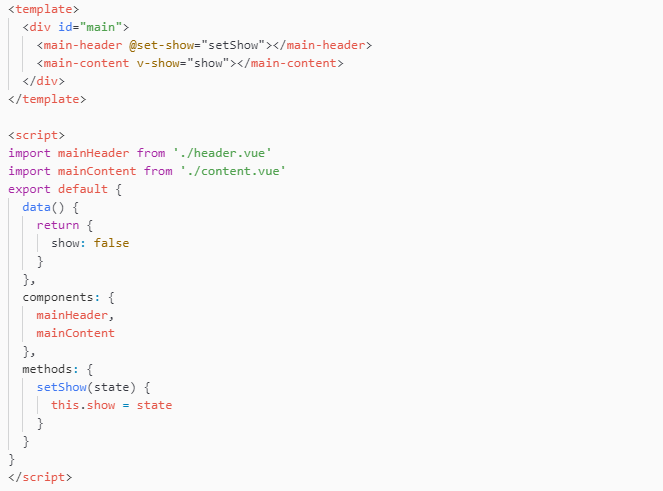 <template>
  <div id="main">
    <main-header @set-show="setShow"></main-header>
    <main-content v-show="show"></main-content>
  </div>
</template>

<script>
import mainHeader from './header.vue'
import mainContent from './content.vue'
export default {
  data() {
    return {
      show: false
    }
  },
  components: {
    mainHeader,
    mainContent
  },
  methods: {
    setShow(state) {
      this.show = state
    }
  }
}
</script>